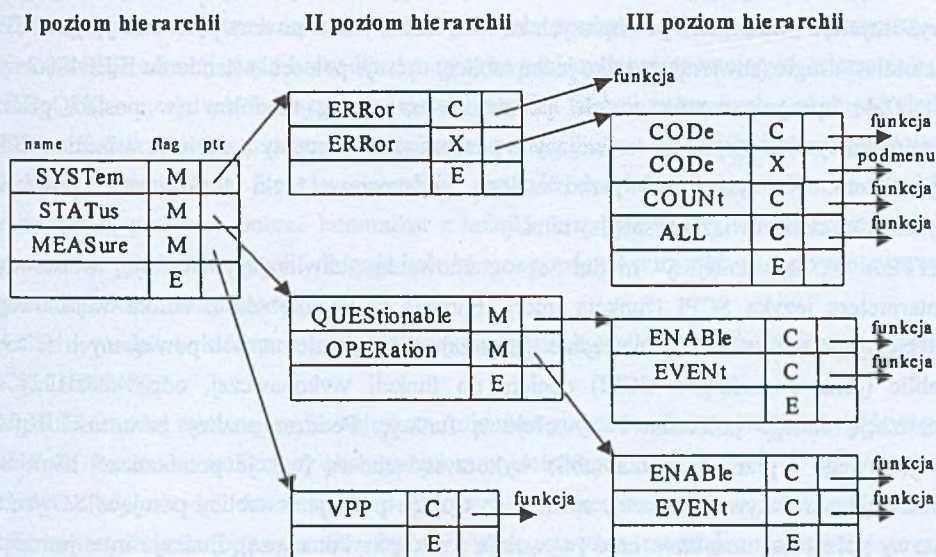 I poziom hierarchii
II poziom hierarchii
III poziom hierarchii
name flag ptr
SYSTem M
STATus M
MEASure M
E
ERRor C
ERRor X
E
funkcja
CODe C
CODe X
COUNt C
ALL C
E
funkcja
podmenu
funkcja
funkcja
QUEStionable M
OPERation M
E
ENABle C
EVENt C
E
funkcja
funkcja
VPP C
E
funkcja
ENABle C
EVENt C
E
funkcja
funkcja